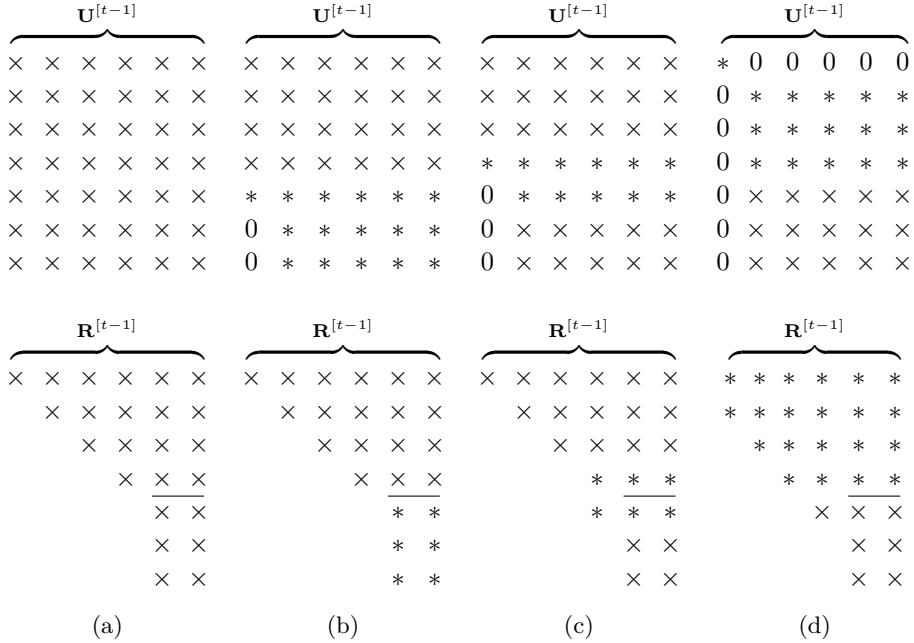 U^[t−1] U^[t−1] U^[t−1] U^[t−1]
× × × × × × × × × × × × × × × × × × * 0 0 0 0 0
× × × × × × × × × × × × × × × × × × 0 * * * * *
× × × × × × × × × × × × × × × × × × 0 * * * * *
× × × × × × × × × × × × * * * * * * 0 * * * * *
× × × × × × * * * * * * 0 * * * * * 0 × × × × ×
× × × × × × 0 * * * * * 0 × × × × × 0 × × × × ×
× × × × × × 0 * * * * * 0 × × × × × 0 × × × × ×
R^[t−1] R^[t−1] R^[t−1] R^[t−1]
× × × × × × × × × × × × × × × × × × * * * * * *
× × × × × × × × × × × × × × × * * * * * *
× × × × × × × × × × × × * * * * *
× × × × × × * * * * * * *
× × * * * * * × × ×
× × * * × × × ×
× × * * × × × ×
(a) (b) (c) (d)